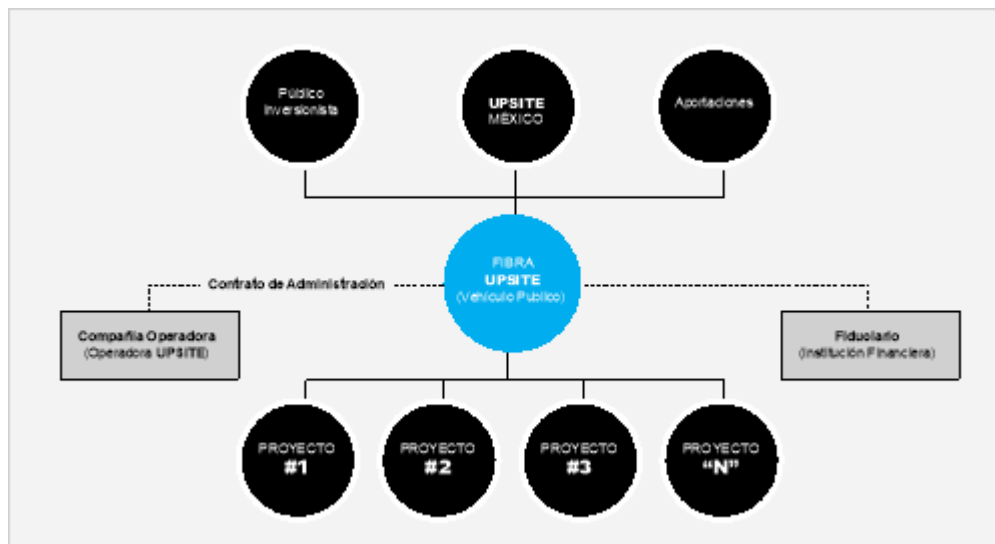 Público
Inversionista
UPSITE
MÉXICO
Aportaciones
FIBRA
UPSITE
(Vehículo Público)
Contrato de Administración
Compañía Operadora
(Operadora UPSITE)
Fiduciario
(Institución Financiera)
PROYECTO
#1
PROYECTO
#2
PROYECTO
#3
PROYECTO
“N”